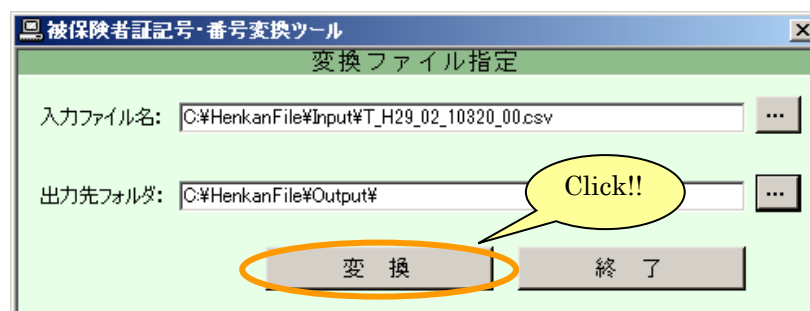 被保険者証記号･番号変換ツール
変換ファイル指定
入力ファイル名: C:¥HenkanFile¥Input¥T_H29_02_10320_00.csv ...
出力先フォルダ: C:¥HenkanFile¥Output¥ ...
Click!!
変 換 終 了